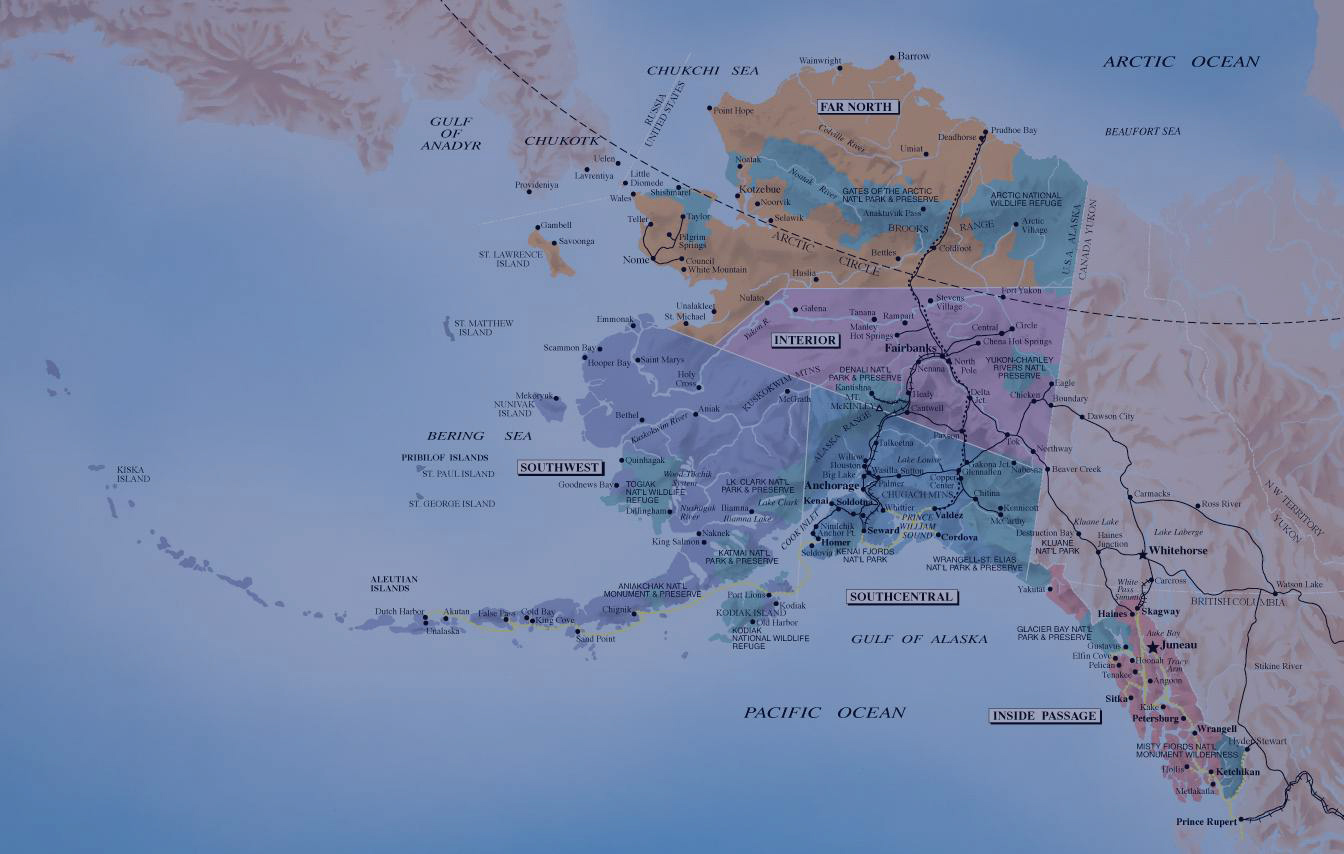 ARCTIC OCEAN
BEAUFORT SEA
CHUKCHI SEA
RUSSIA
UNITED STATES
GULF
OF
ANADYR
CHUKOTK
Uelen
Lavrentiya
Provideniya
Little
Diomede
Wales
Shishmaref
Gambell
Savoonga
ST. LAWRENCE
ISLAND
Barrow
Wainwright
FAR NORTH
Point Hope
Colville River
Umiat
Deadhorse
Pradhoe Bay
Noatak
Noatak River
Kotzebue
Noorvik
Selawik
GATES OF THE ARCTIC
NAT'L PARK & PRESERVE
Anaktuvuk Pass
BROOKS RANGE
ARCTIC NATIONAL
WILDLIFE REFUGE
Arctic
Village
U.S.A ALASKA
CANADA YUKON
Teller
Taylor
Pilgrim
Springs
Nome
Council
White Mountain
ARCTIC CIRCLE
Bettles
Coldfoot
Huslia
Unalakleet
St. Michael
Nulato
Galena
Yukon R.
Tanana
Rampart
Manley
Hot Springs
Stevens
Village
Fort Yukon
Central
Circle
Chena Hot Springs
INTERIOR
Fairbanks
North
Pole
Nenana
YUKON-CHARLEY
RIVERS NAT'L
PRESERVE
DENALI NAT'L
PARK & PRESERVE
Kantishna
MT.
McKINLEY
Healy
Cantwell
Delta
Jct.
Eagle
Chicken
Boundary
Dawson City
Paxson
Tok
Northway
Beaver Creek
ST. MATTHEW
ISLAND
Emmonak
Scammon Bay
Hooper Bay
Saint Marys
Holy
Cross
KUSKOKWIM MTNS
McGrath
Mekoryuk
NUNIVAK
ISLAND
Bethel
Aniak
Kuskokwim River
BERING SEA
PRIBILOF ISLANDS
ST. PAUL ISLAND
ST. GEORGE ISLAND
KISKA
ISLAND
SOUTHWEST
Quinhagak
Goodnews Bay
TOGIAK
NAT'L WILDLIFE
REFUGE
Dillingham
Wood-Tikchik
System
Nushagak
River
LK. CLARK NAT'L
PARK & PRESERVE
Lake Clark
Iliamna
Iliamna Lake
Naknek
King Salmon
KATMAI NAT'L
PARK & PRESERVE
ANIAKCHAK NAT'L
MONUMENT & PRESERVE
Chignik
Port Lions
Kodiak
KODIAK ISLAND
Old Harbor
KODIAK
NATIONAL WILDLIFE
REFUGE
ALEUTIAN
ISLANDS
Dutch Harbor
Unalaska
Akutan
False Pass
Cold Bay
King Cove
Sand Point
ALASKA RANGE
Talkeetna
Willow
Houston
Big Lake
Wasilla Sutton
Palmer
Lake Louise
Anchorage
CHUGACH MTNS
Gakona Jct.
Glennallen
Copper
Center
Nabesna
Chitina
Kennicott
McCarthy
Kenai
Soldotna
Whittier
PRINCE
WILLIAM
SOUND
Valdez
Seward
Cordova
Ninilchik
Anchor Pt.
Homer
Seldovia
COOK INLET
KENAI FJORDS
NAT'L PARK
WRANGELL-ST. ELIAS
PARK & PRESERVE
SOUTHCENTRAL
GULF OF ALASKA
PACIFIC OCEAN
Carmacks
Ross River
N W TERRITORY
YUKON
Destruction Bay
Kluane Lake
KLUANE
NAT'L PARK
Haines
Junction
Lake Laberge
Whitehorse
Carcross
Watson Lake
BRITISH COLUMBIA
White
Pass
Summit
Yakutat
Haines
Skagway
GLACIER BAY NAT'L
PARK & PRESERVE
Gustavus
Auke Bay
Juneau
Elfin Cove
Pelican
Hoonah
Tracy
Arm
Tenakee
Angoon
Stikine River
Sitka
Kake
INSIDE PASSAGE
Petersburg
Wrangell
Hyder Stewart
MISTY FIORDS NAT'L
MONUMENT WILDERNESS
Hollis
Ketchikan
Metlakatla
Prince Rupert